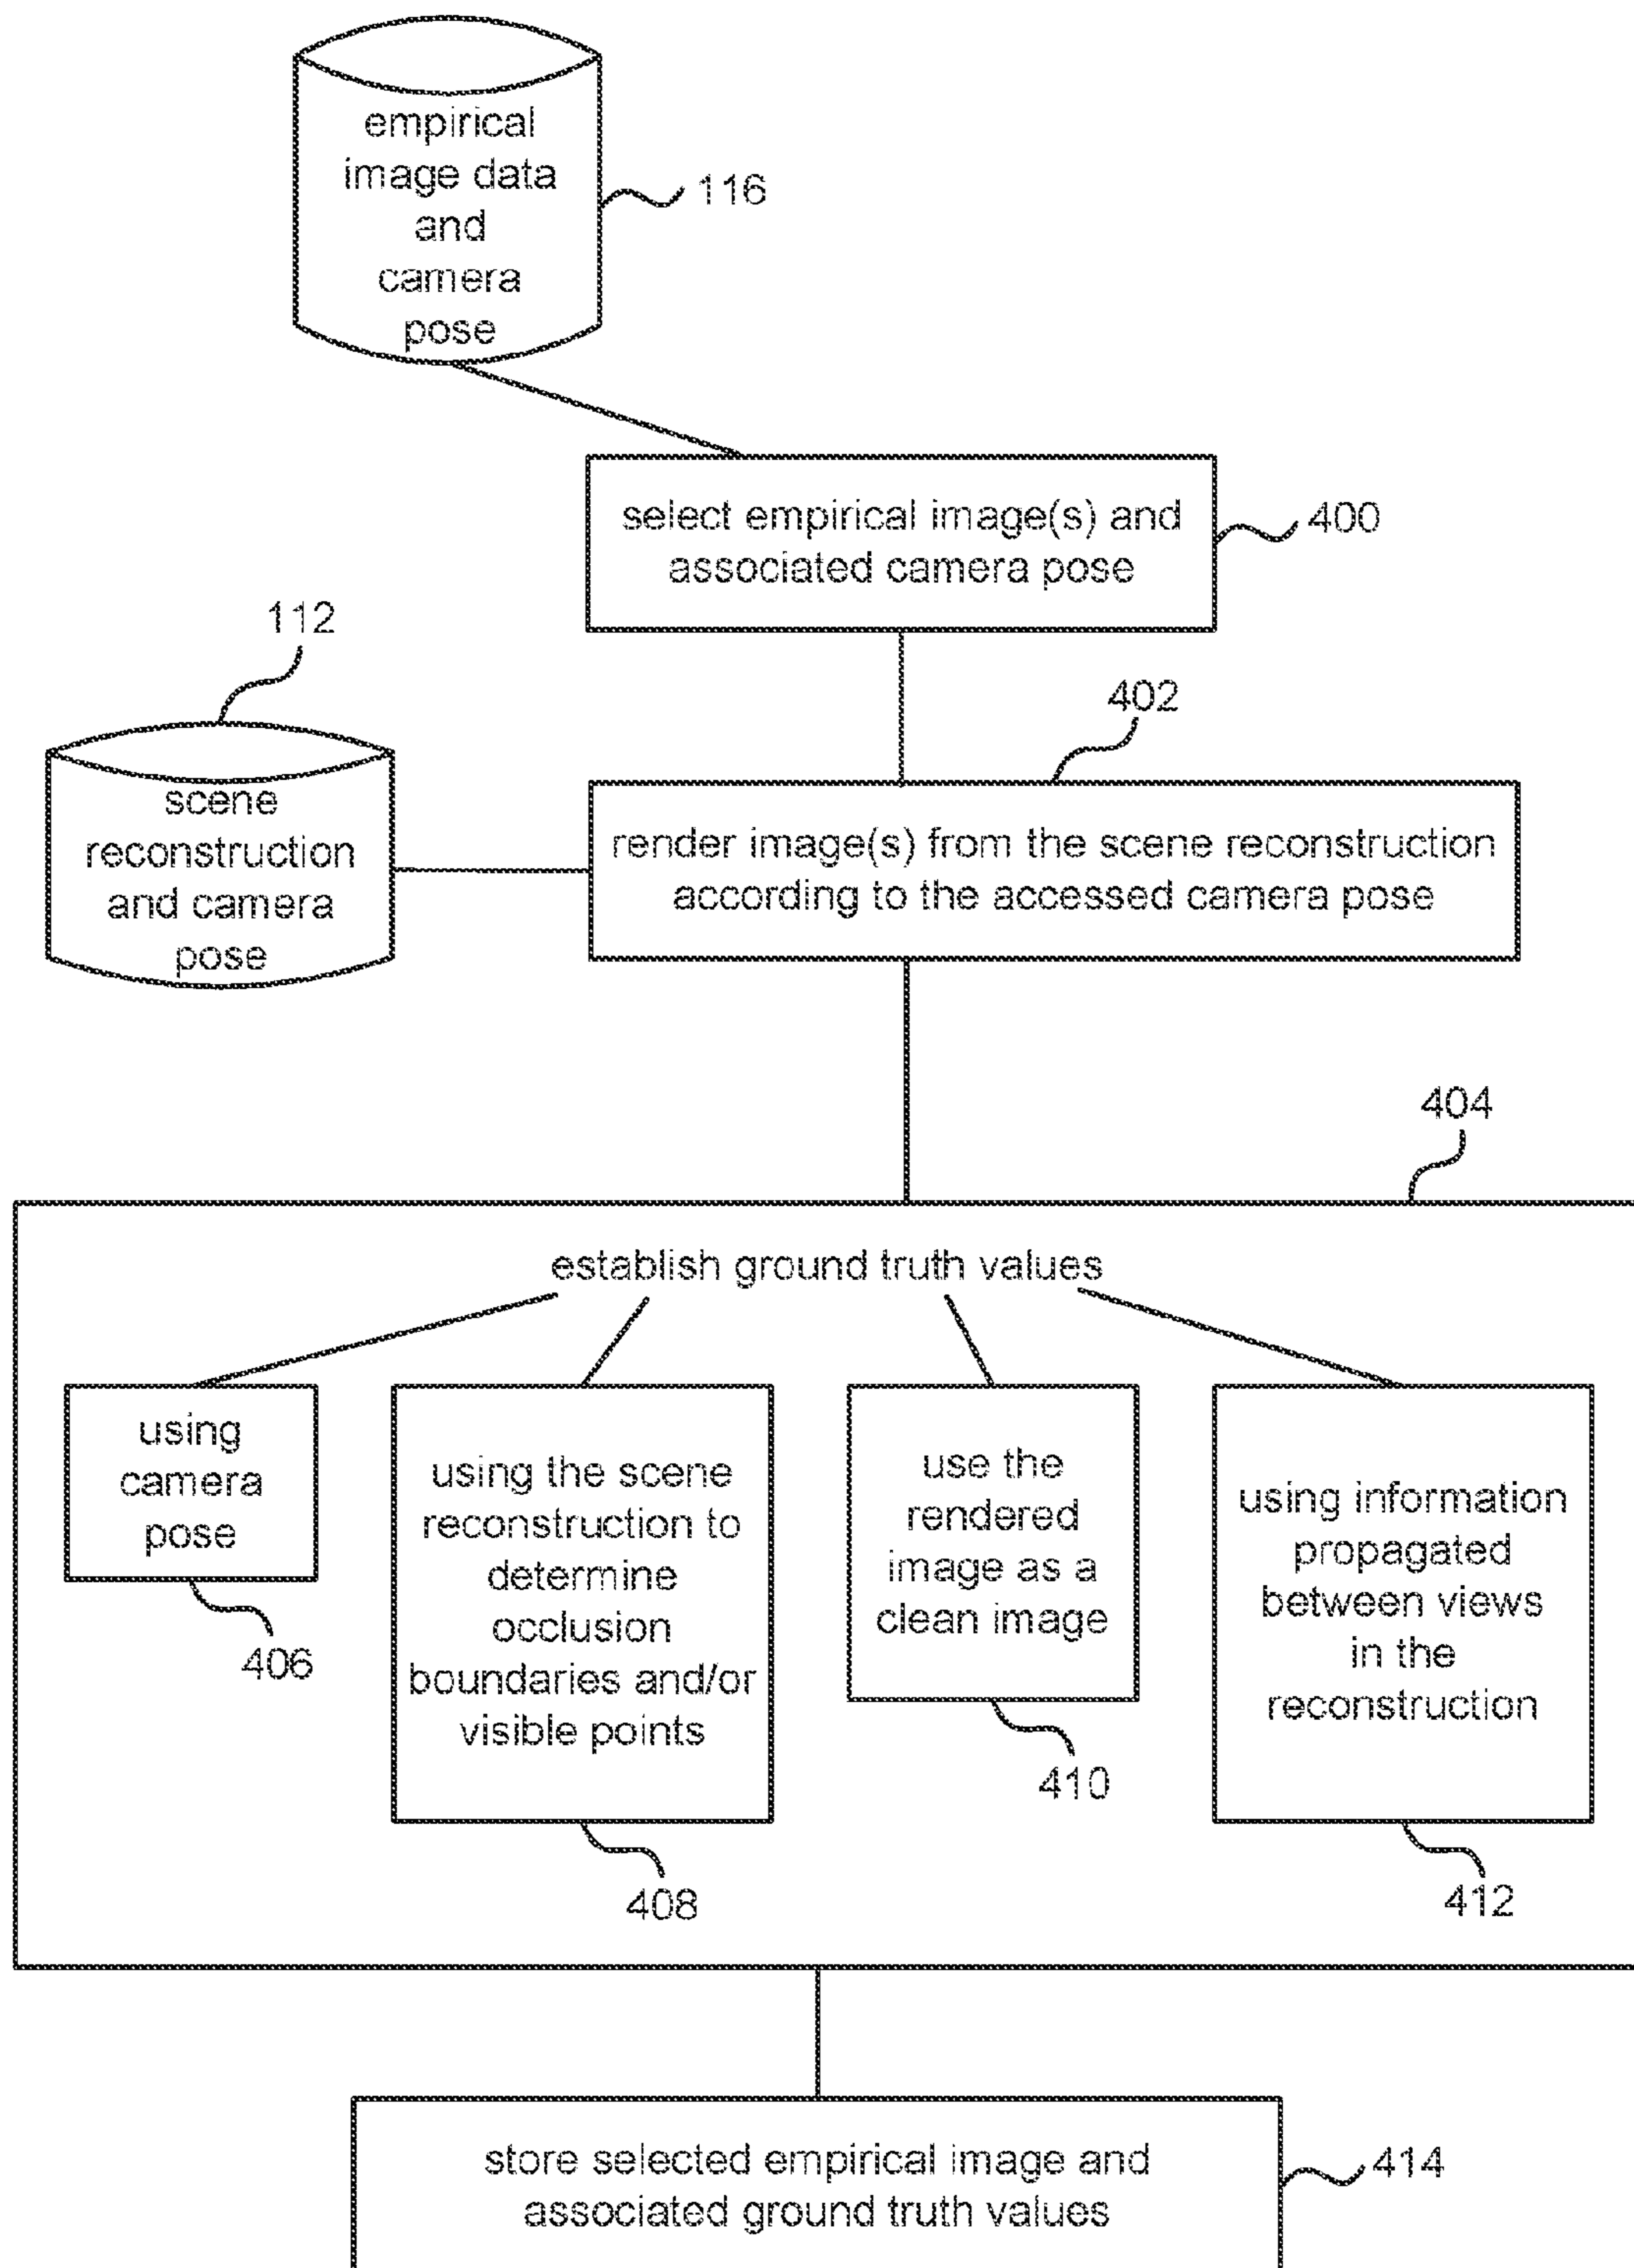 empirical
image data
and
camera
pose
116
select empirical image(s) and
associated camera pose
400
112
scene
reconstruction
and camera
pose
402
render image(s) from the scene reconstruction
according to the accessed camera pose
404
establish ground truth values
using
camera
pose
406
using the scene
reconstruction to
determine
occlusion
boundaries and/or
visible points
408
use the
rendered
image as a
clean image
410
using information
propagated
between views
in the
reconstruction
412
store selected empirical image and
associated ground truth values
414